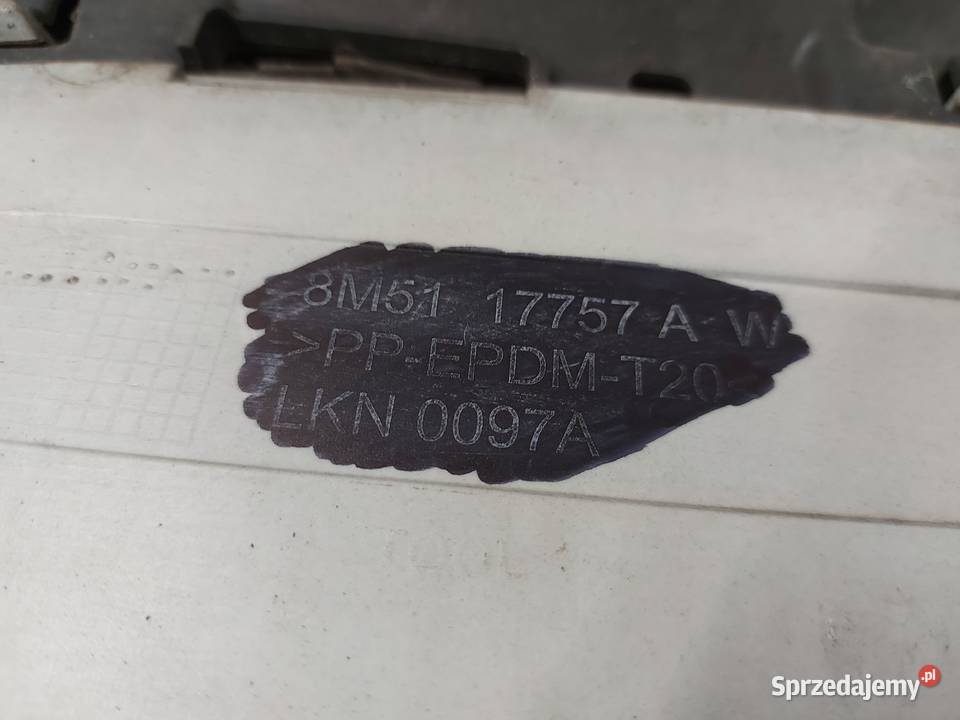 8M51 17757 A W
>PP-EPDM-T20
LKN 0097A
Sprzedajemy.pl